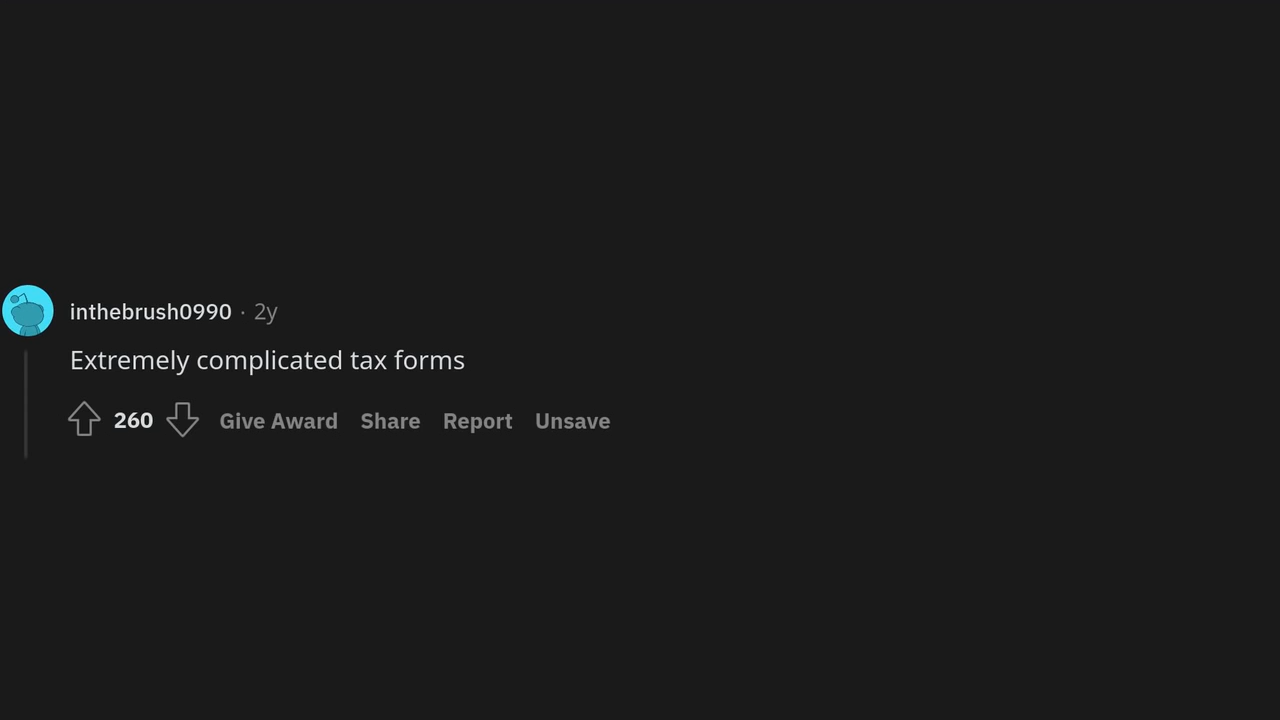 inthebrush0990 · 2y
Extremely complicated tax forms
260 Give Award Share Report Unsave